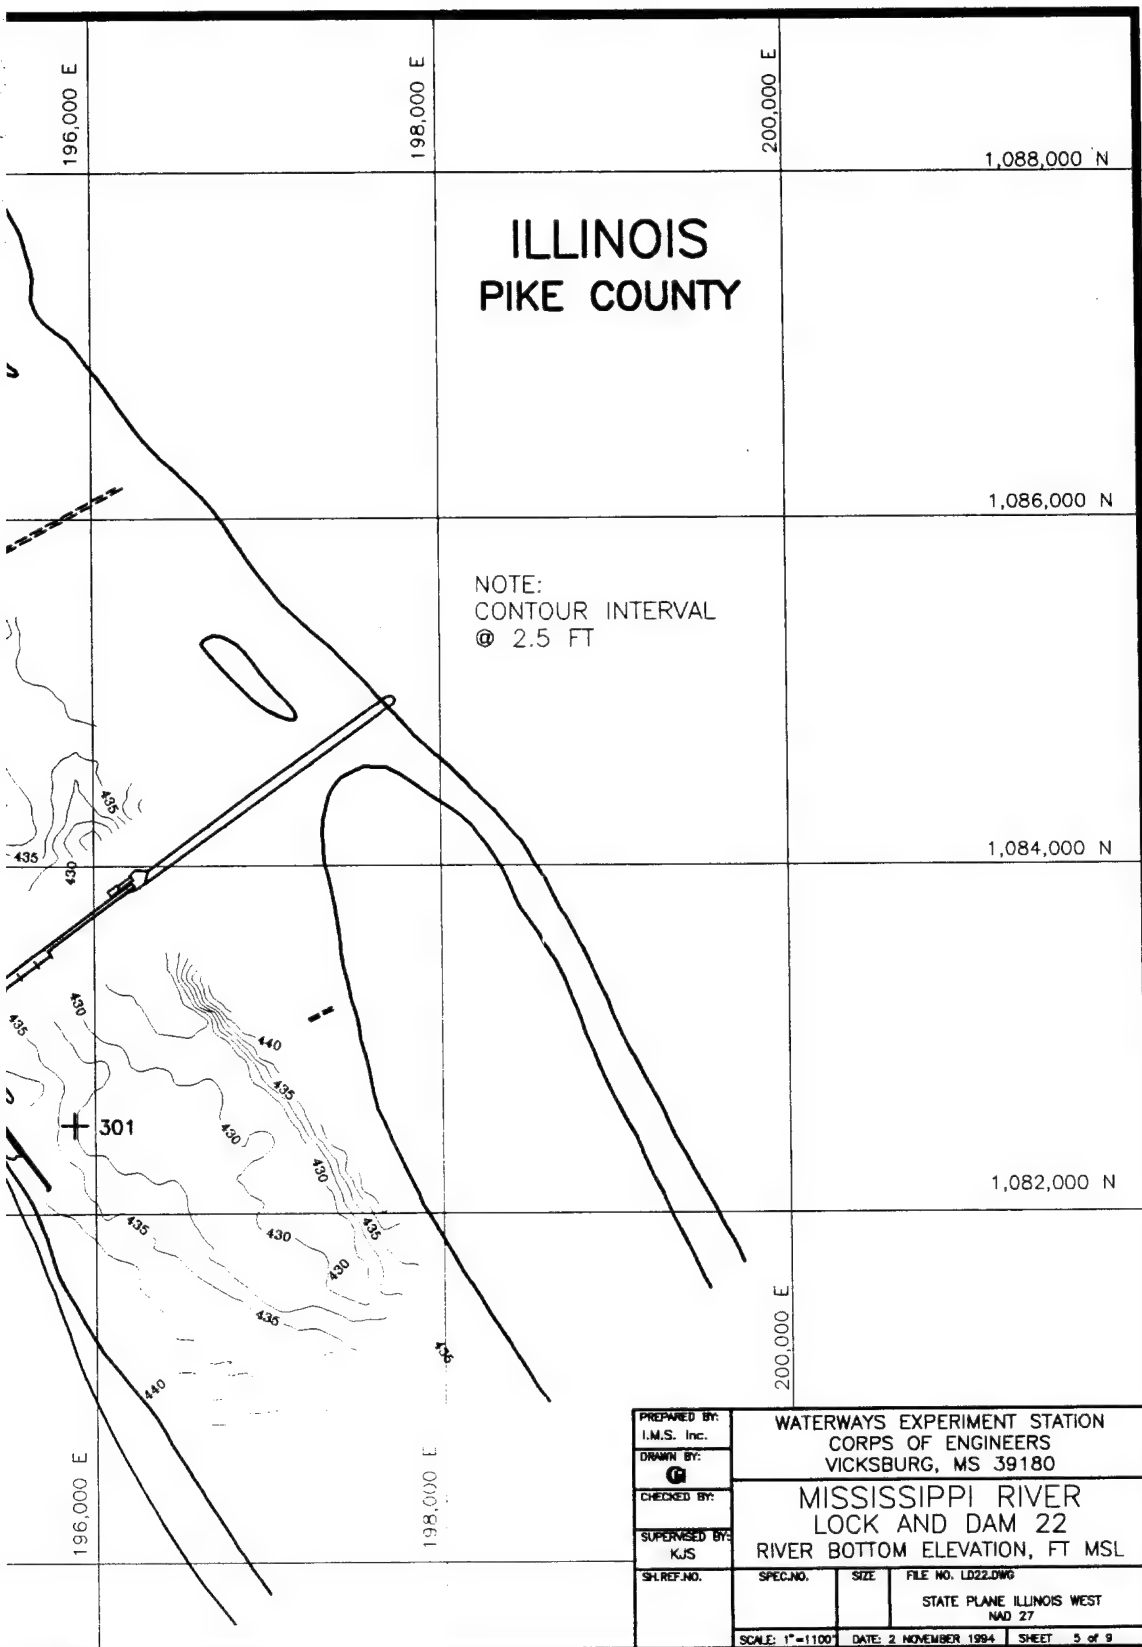 196,000 E
198,000 E
200,000 E
1,088,000 N
ILLINOIS
PIKE COUNTY
1,086,000 N
NOTE:
CONTOUR INTERVAL
@ 2.5 FT
435
435
430
1,084,000 N
430
435
440
435
301
430
430
1,082,000 N
435
430
435
430
435
200,000 E
435
440
196,000 E
198,000 E
PREPARED BY:
I.M.S. Inc.
DRAWN BY:
CHECKED BY:
SUPERVISED BY:
KJS
SH.REF.NO.
WATERWAYS EXPERIMENT STATION
CORPS OF ENGINEERS
VICKSBURG, MS 39180
MISSISSIPPI RIVER
LOCK AND DAM 22
RIVER BOTTOM ELEVATION, FT MSL
SPEC.NO.
SIZE
FILE NO. LD22.DWG
STATE PLANE ILLINOIS WEST
NAD 27
SCALE: 1"=1100'
DATE: 2 NOVEMBER 1994
SHEET 5 of 9